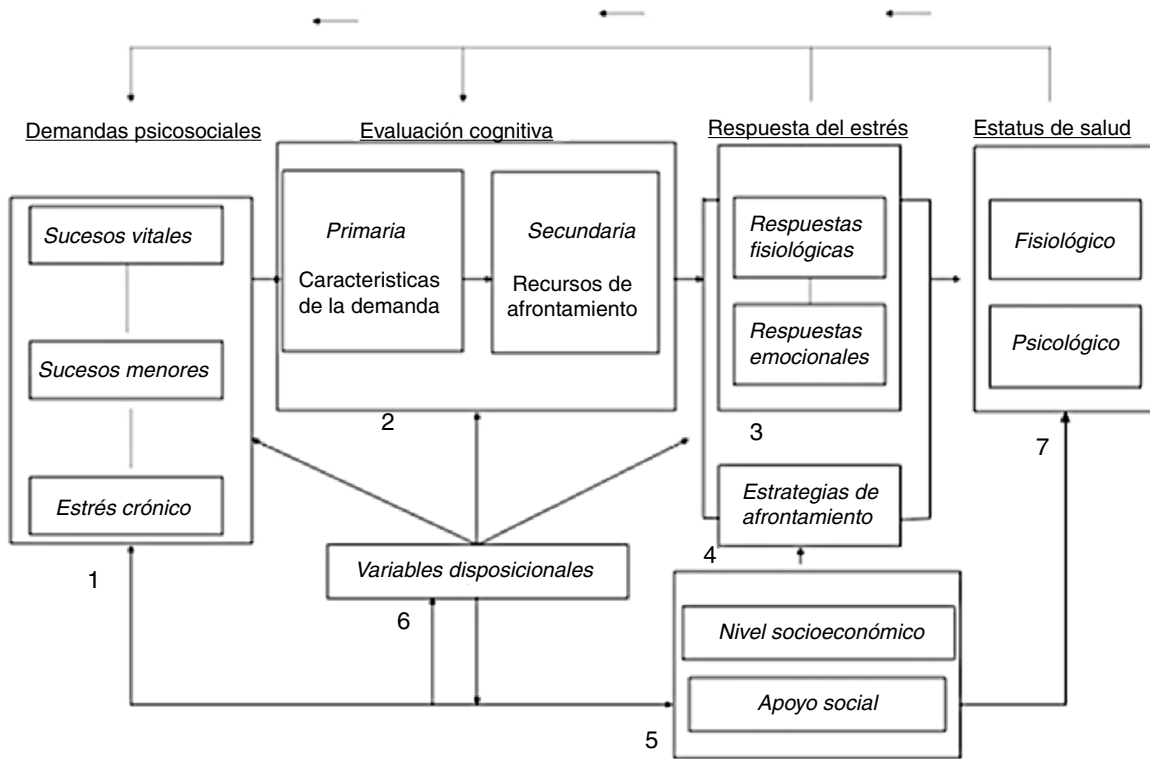 Demandas psicosociales
Evaluación cognitiva
Respuesta del estrés
Estatus de salud
Sucesos vitales
Sucesos menores
Estrés crónico
1
Primaria
Caracteristicas
de la demanda
Secundaria
Recursos de
afrontamiento
2
Respuestas
fisiológicas
Respuestas
emocionales
3
Estrategias de
afrontamiento
4
Fisiológico
Psicológico
7
Variables disposicionales
6
Nivel socioeconómico
Apoyo social
5